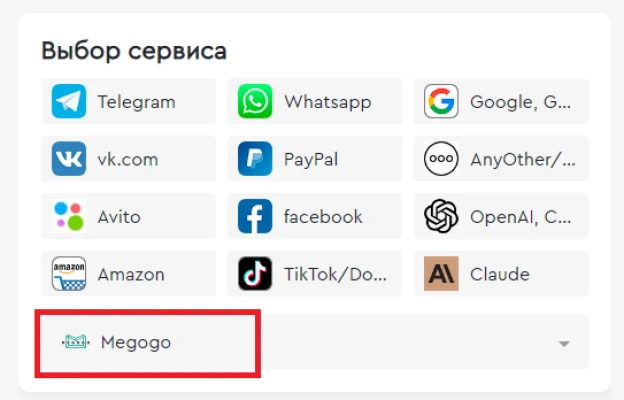 Выбор сервиса
Telegram Whatsapp Google, G...
vk.com PayPal AnyOther/...
Avito facebook OpenAI, C...
amazon Amazon TikTok/Do... Claude
Megogo